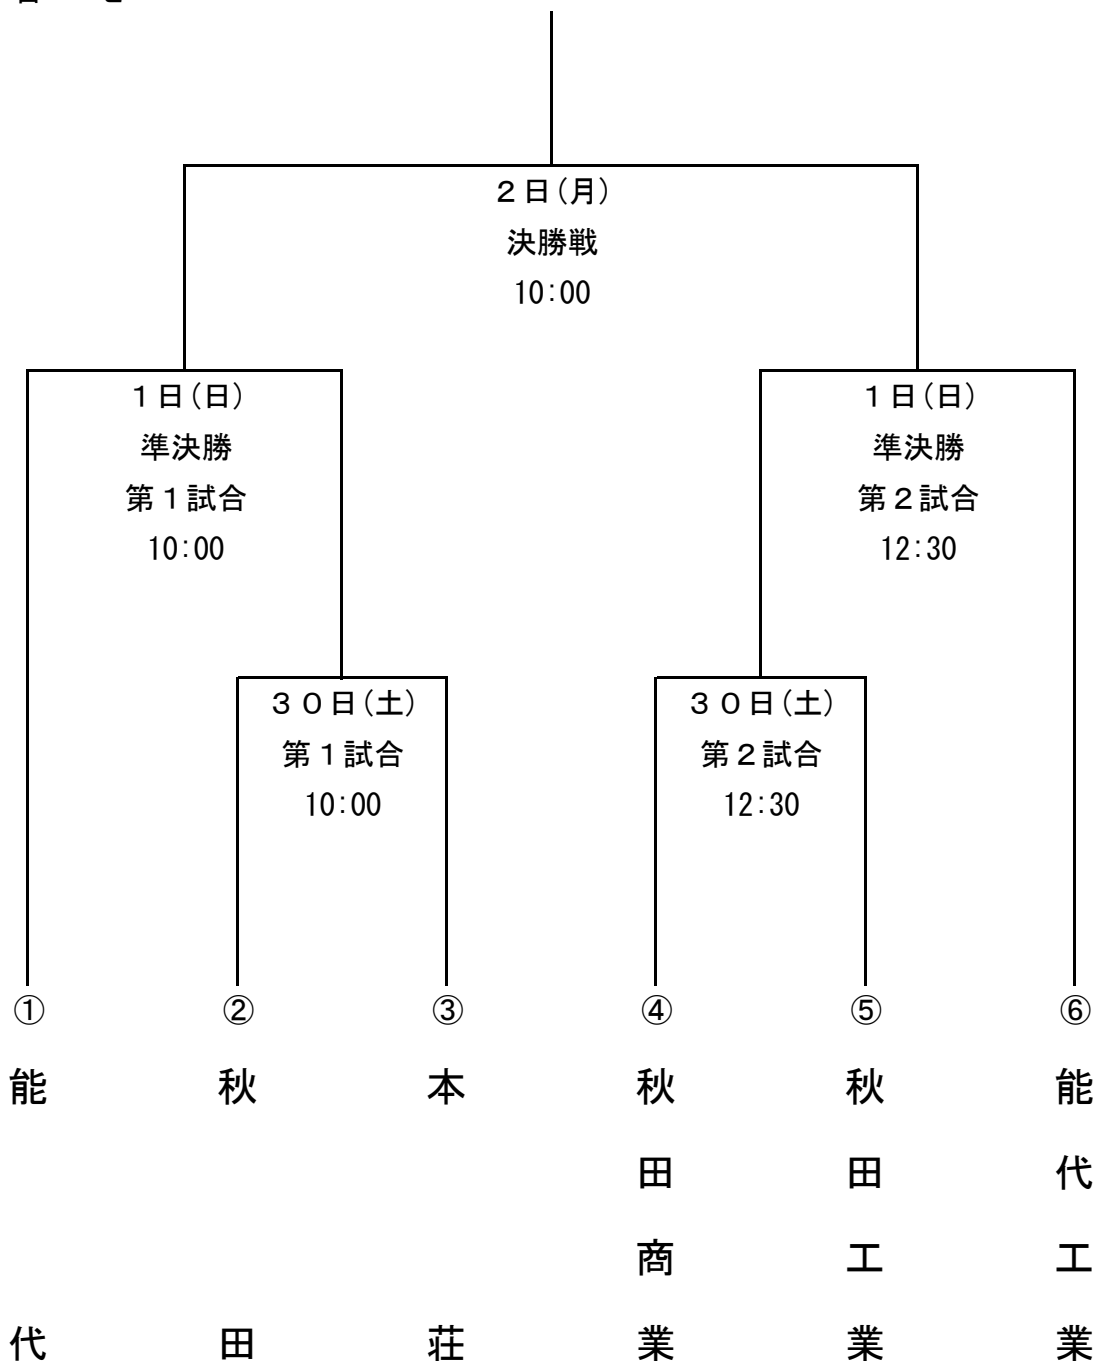 2日(月)
決勝戦
10:00
1日(日)
準決勝
第1試合
10:00
1日(日)
準決勝
第2試合
12:30
30日(土)
第1試合
10:00
30日(土)
第2試合
12:30
① ② ③ ④ ⑤ ⑥
能代
秋田
本荘
秋田商業
秋田工業
能代工業